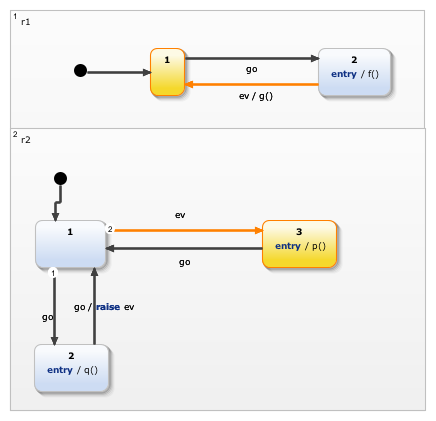 1 r1
1
go
2
entry / f()
ev / g()
2 r2
ev
1
2
3
entry / p()
go
1
go
go / raise ev
2
entry / q()